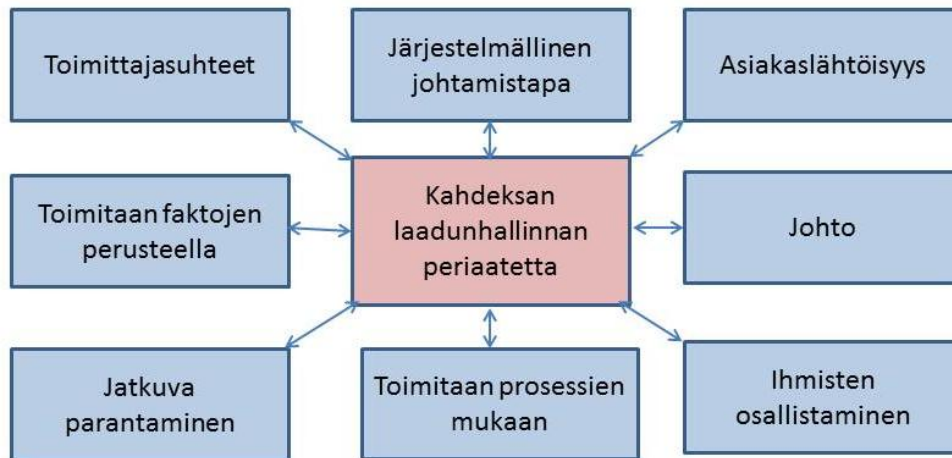 Toimittajasuhteet
Järjestelmällinen
johtamistapa
Asiakaslähtöisyys
Toimitaan faktojen
perusteella
Kahdeksan
laadunhallinnan
periaatetta
Johto
Jatkuva
parantaminen
Toimitaan prosessien
mukaan
Ihmisten
osallistaminen